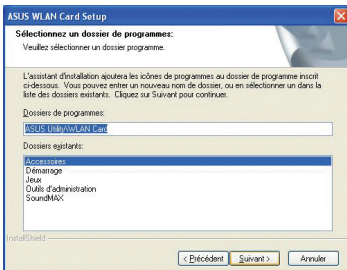 ASUS WLAN Card Setup
Sélectionnez un dossier de programmes:
Veuillez sélectionner un dossier programme.
L'assistant d'installation ajoutera les icônes de programmes au dossier de programme inscrit
ci-dessous. Vous pouvez entrer un nouveau nom de dossier, ou en sélectionner un dans la
liste des dossiers existants. Cliquez sur Suivant pour continuer.
Dossiers de programmes:
ASUS Utility\WLAN Card
Dossiers existants:
Accessoires
Démarrage
Jeux
Outils d'administration
SoundMAX
InstallShield
< Précédent
Suivant >
Annuler